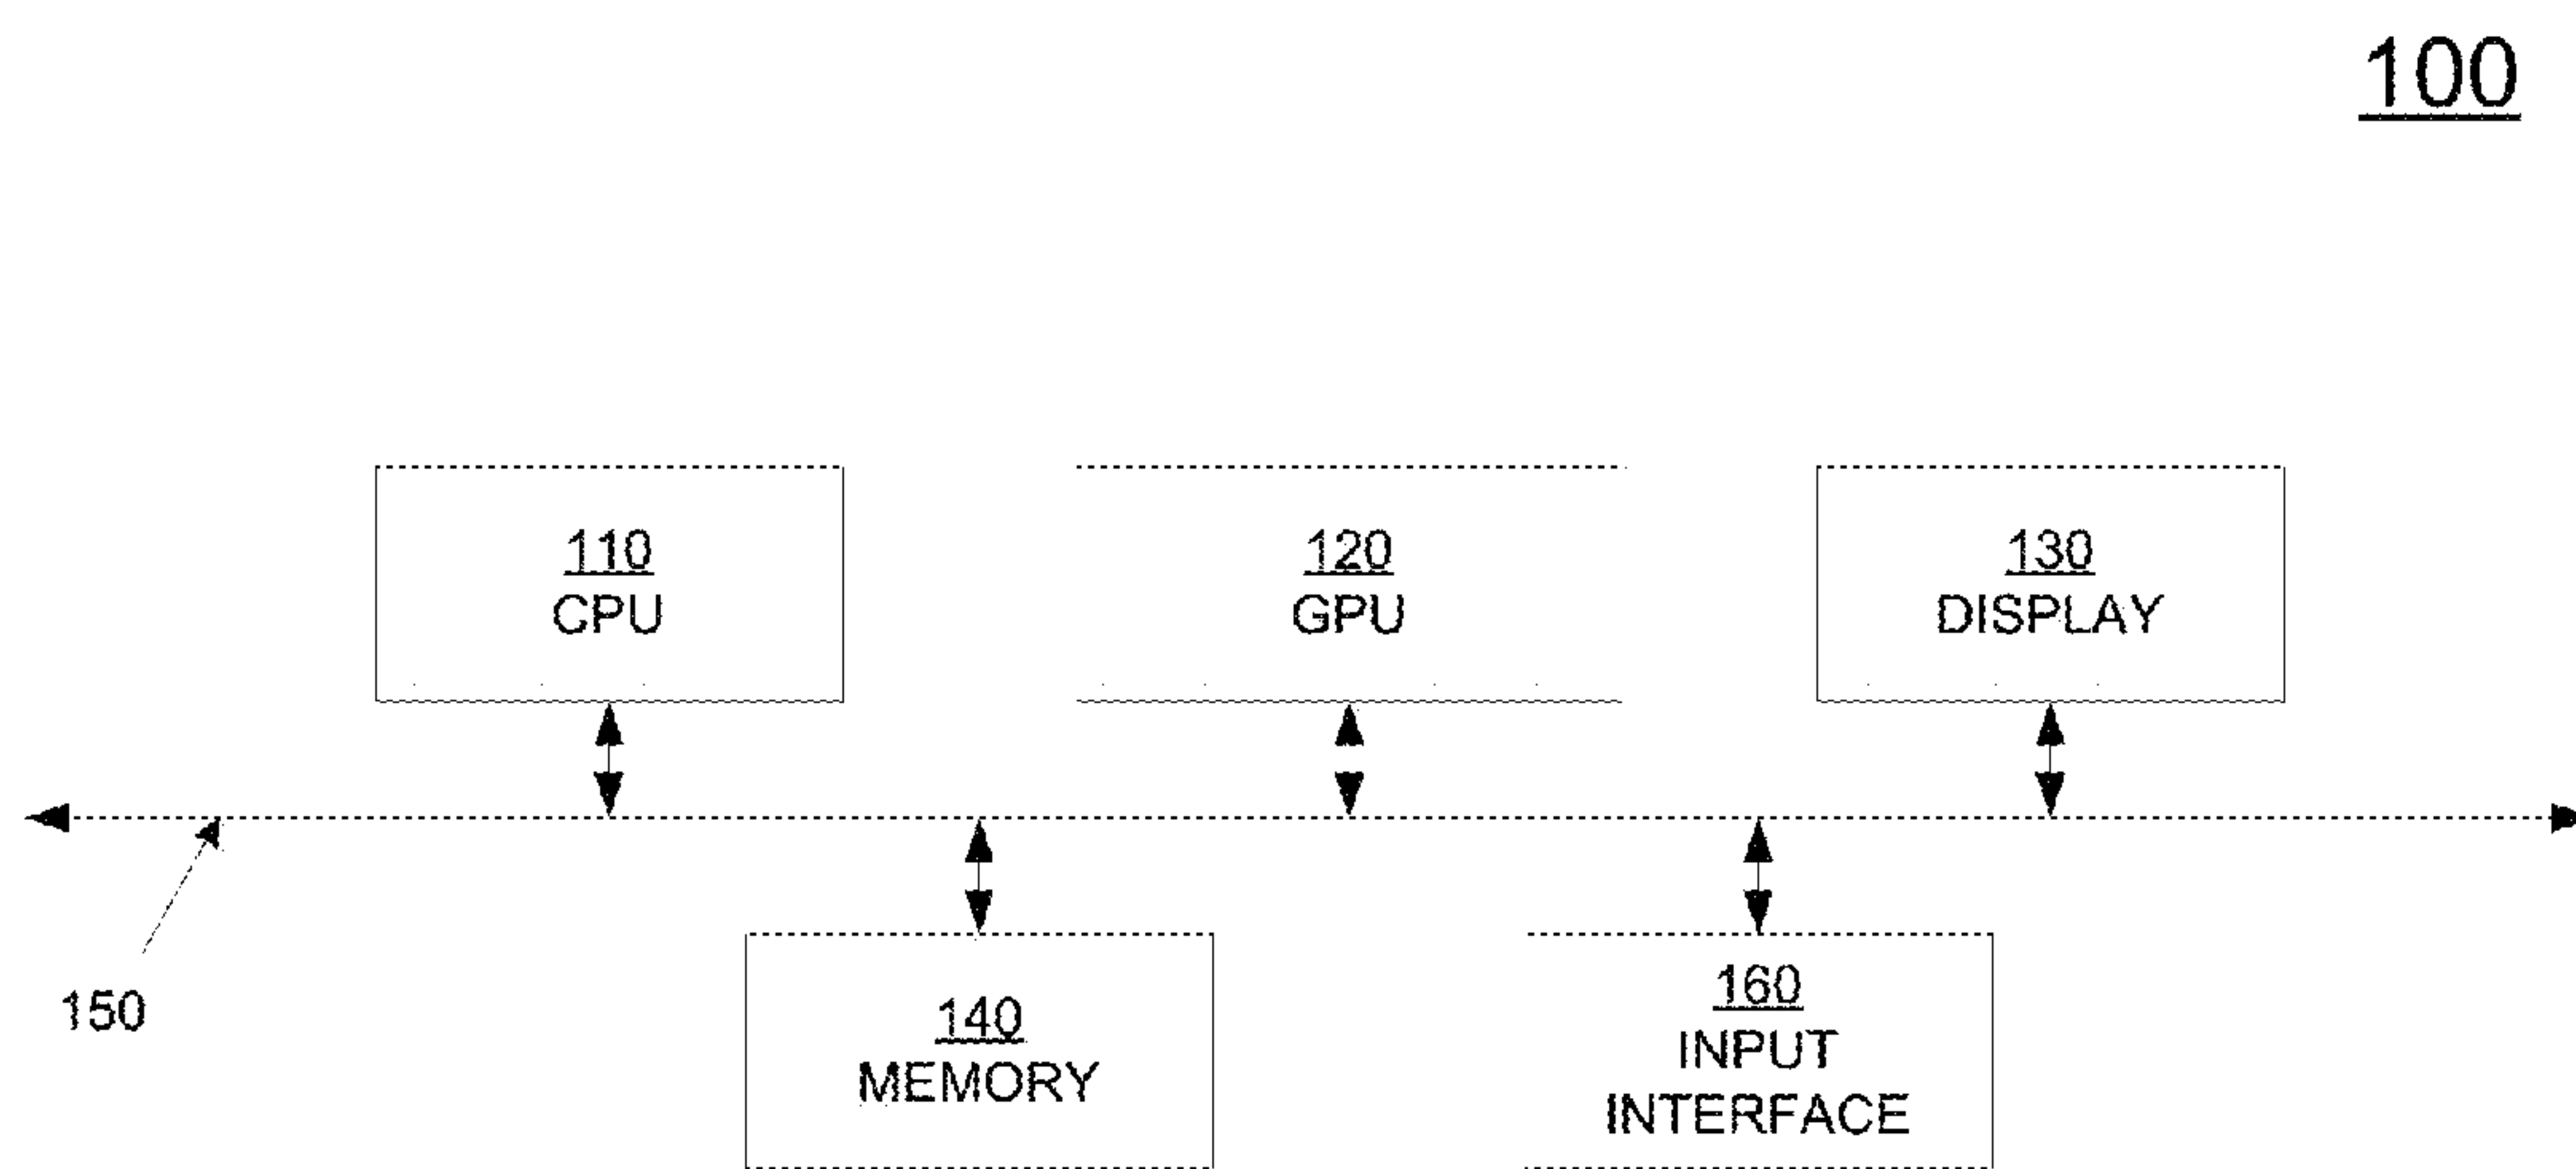 100
110
CPU
120
GPU
130
DISPLAY
150
140
MEMORY
160
INPUT
INTERFACE